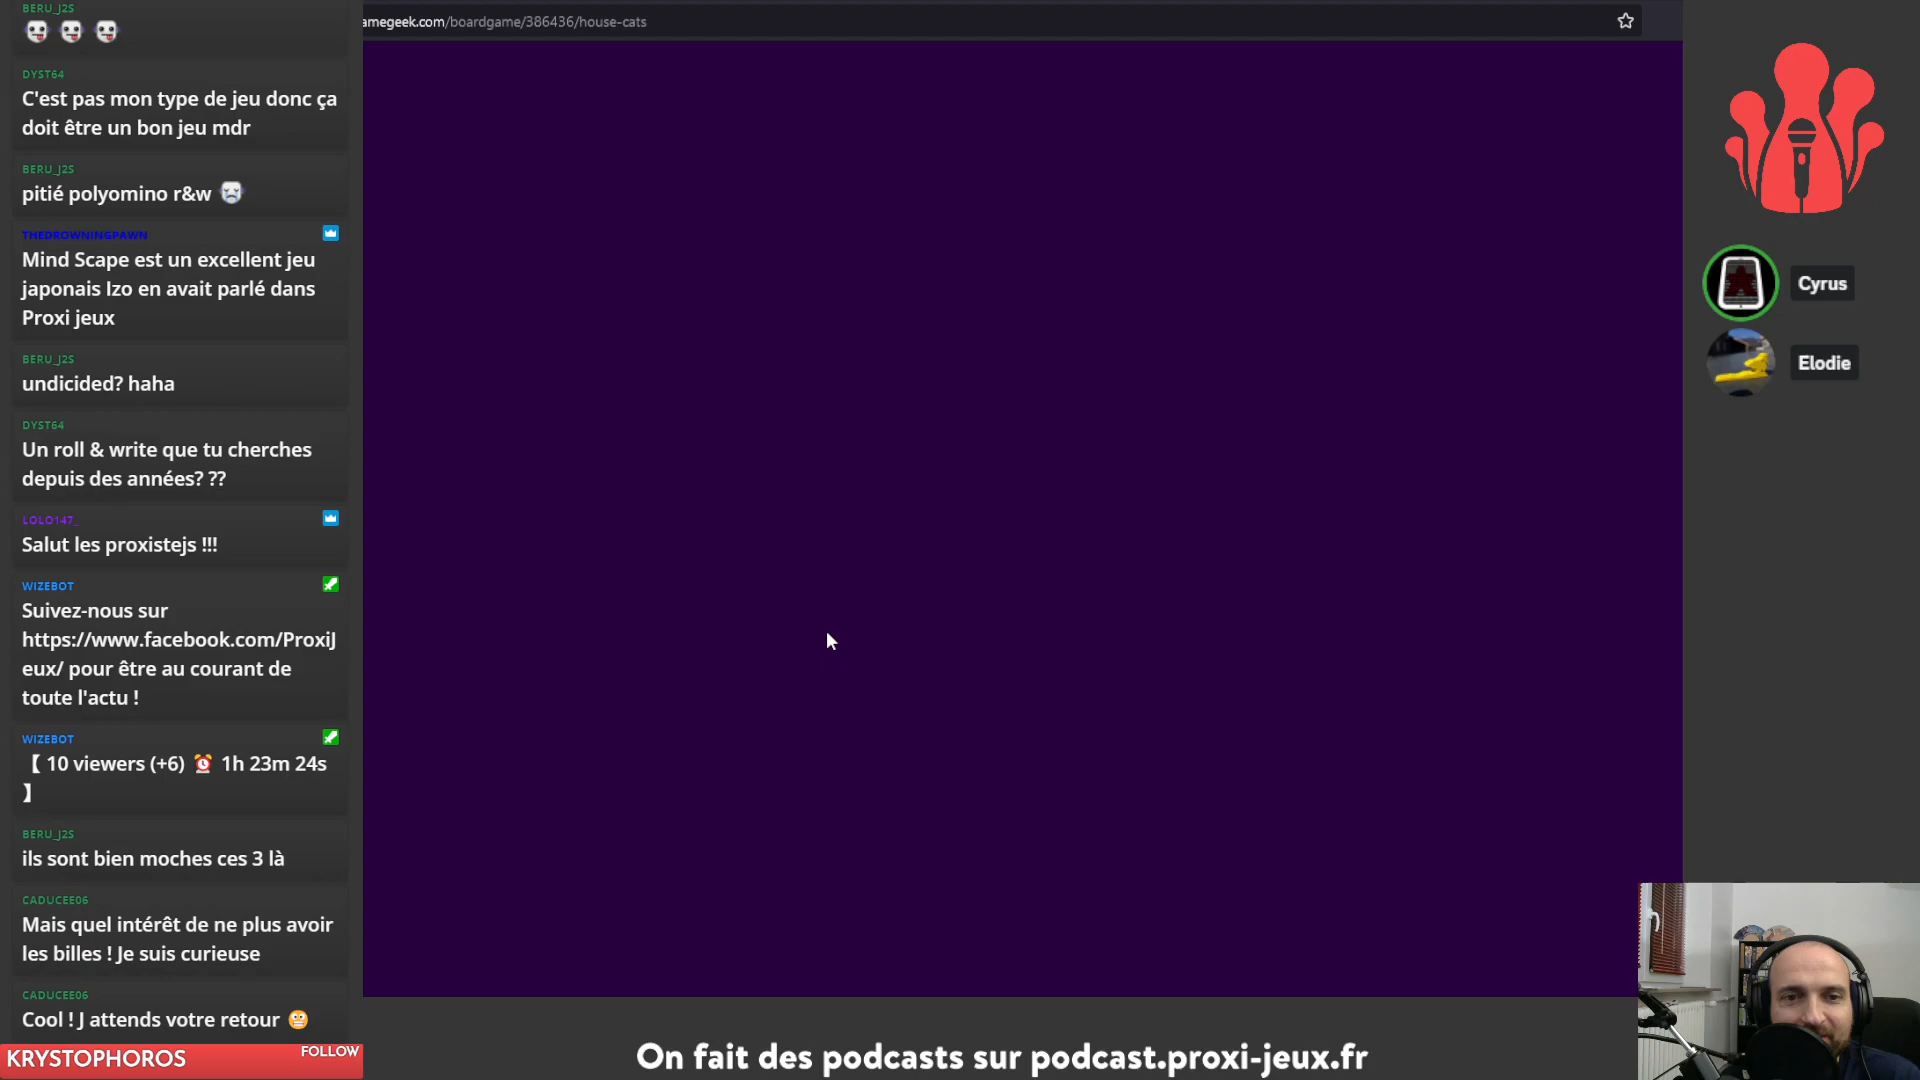 BERU_J2S
DYST64
C'est pas mon type de jeu donc ça
doit être un bon jeu mdr
BERU_J2S
pitié polyomino r&w
THEDROWNINGPAWN
Mind Scape est un excellent jeu
japonais Izo en avait parlé dans
Proxi jeux
BERU_J2S
undicided? haha
DYST64
Un roll & write que tu cherches
depuis des années? ??
LOLO147_
Salut les proxistejs !!!
WIZEBOT
Suivez-nous sur
https://www.facebook.com/ProxiJ
eux/ pour être au courant de
toute l'actu !
WIZEBOT
【 10 viewers (+6) ⏰ 1h 23m 24s
】
BERU_J2S
ils sont bien moches ces 3 là
CADUCEE06
Mais quel intérêt de ne plus avoir
les billes ! Je suis curieuse
CADUCEE06
Cool ! J attends votre retour 😬
KRYSTOPHOROS FOLLOW
amegeek.com/boardgame/386436/house-cats
Cyrus
Elodie
On fait des podcasts sur podcast.proxi-jeux.fr